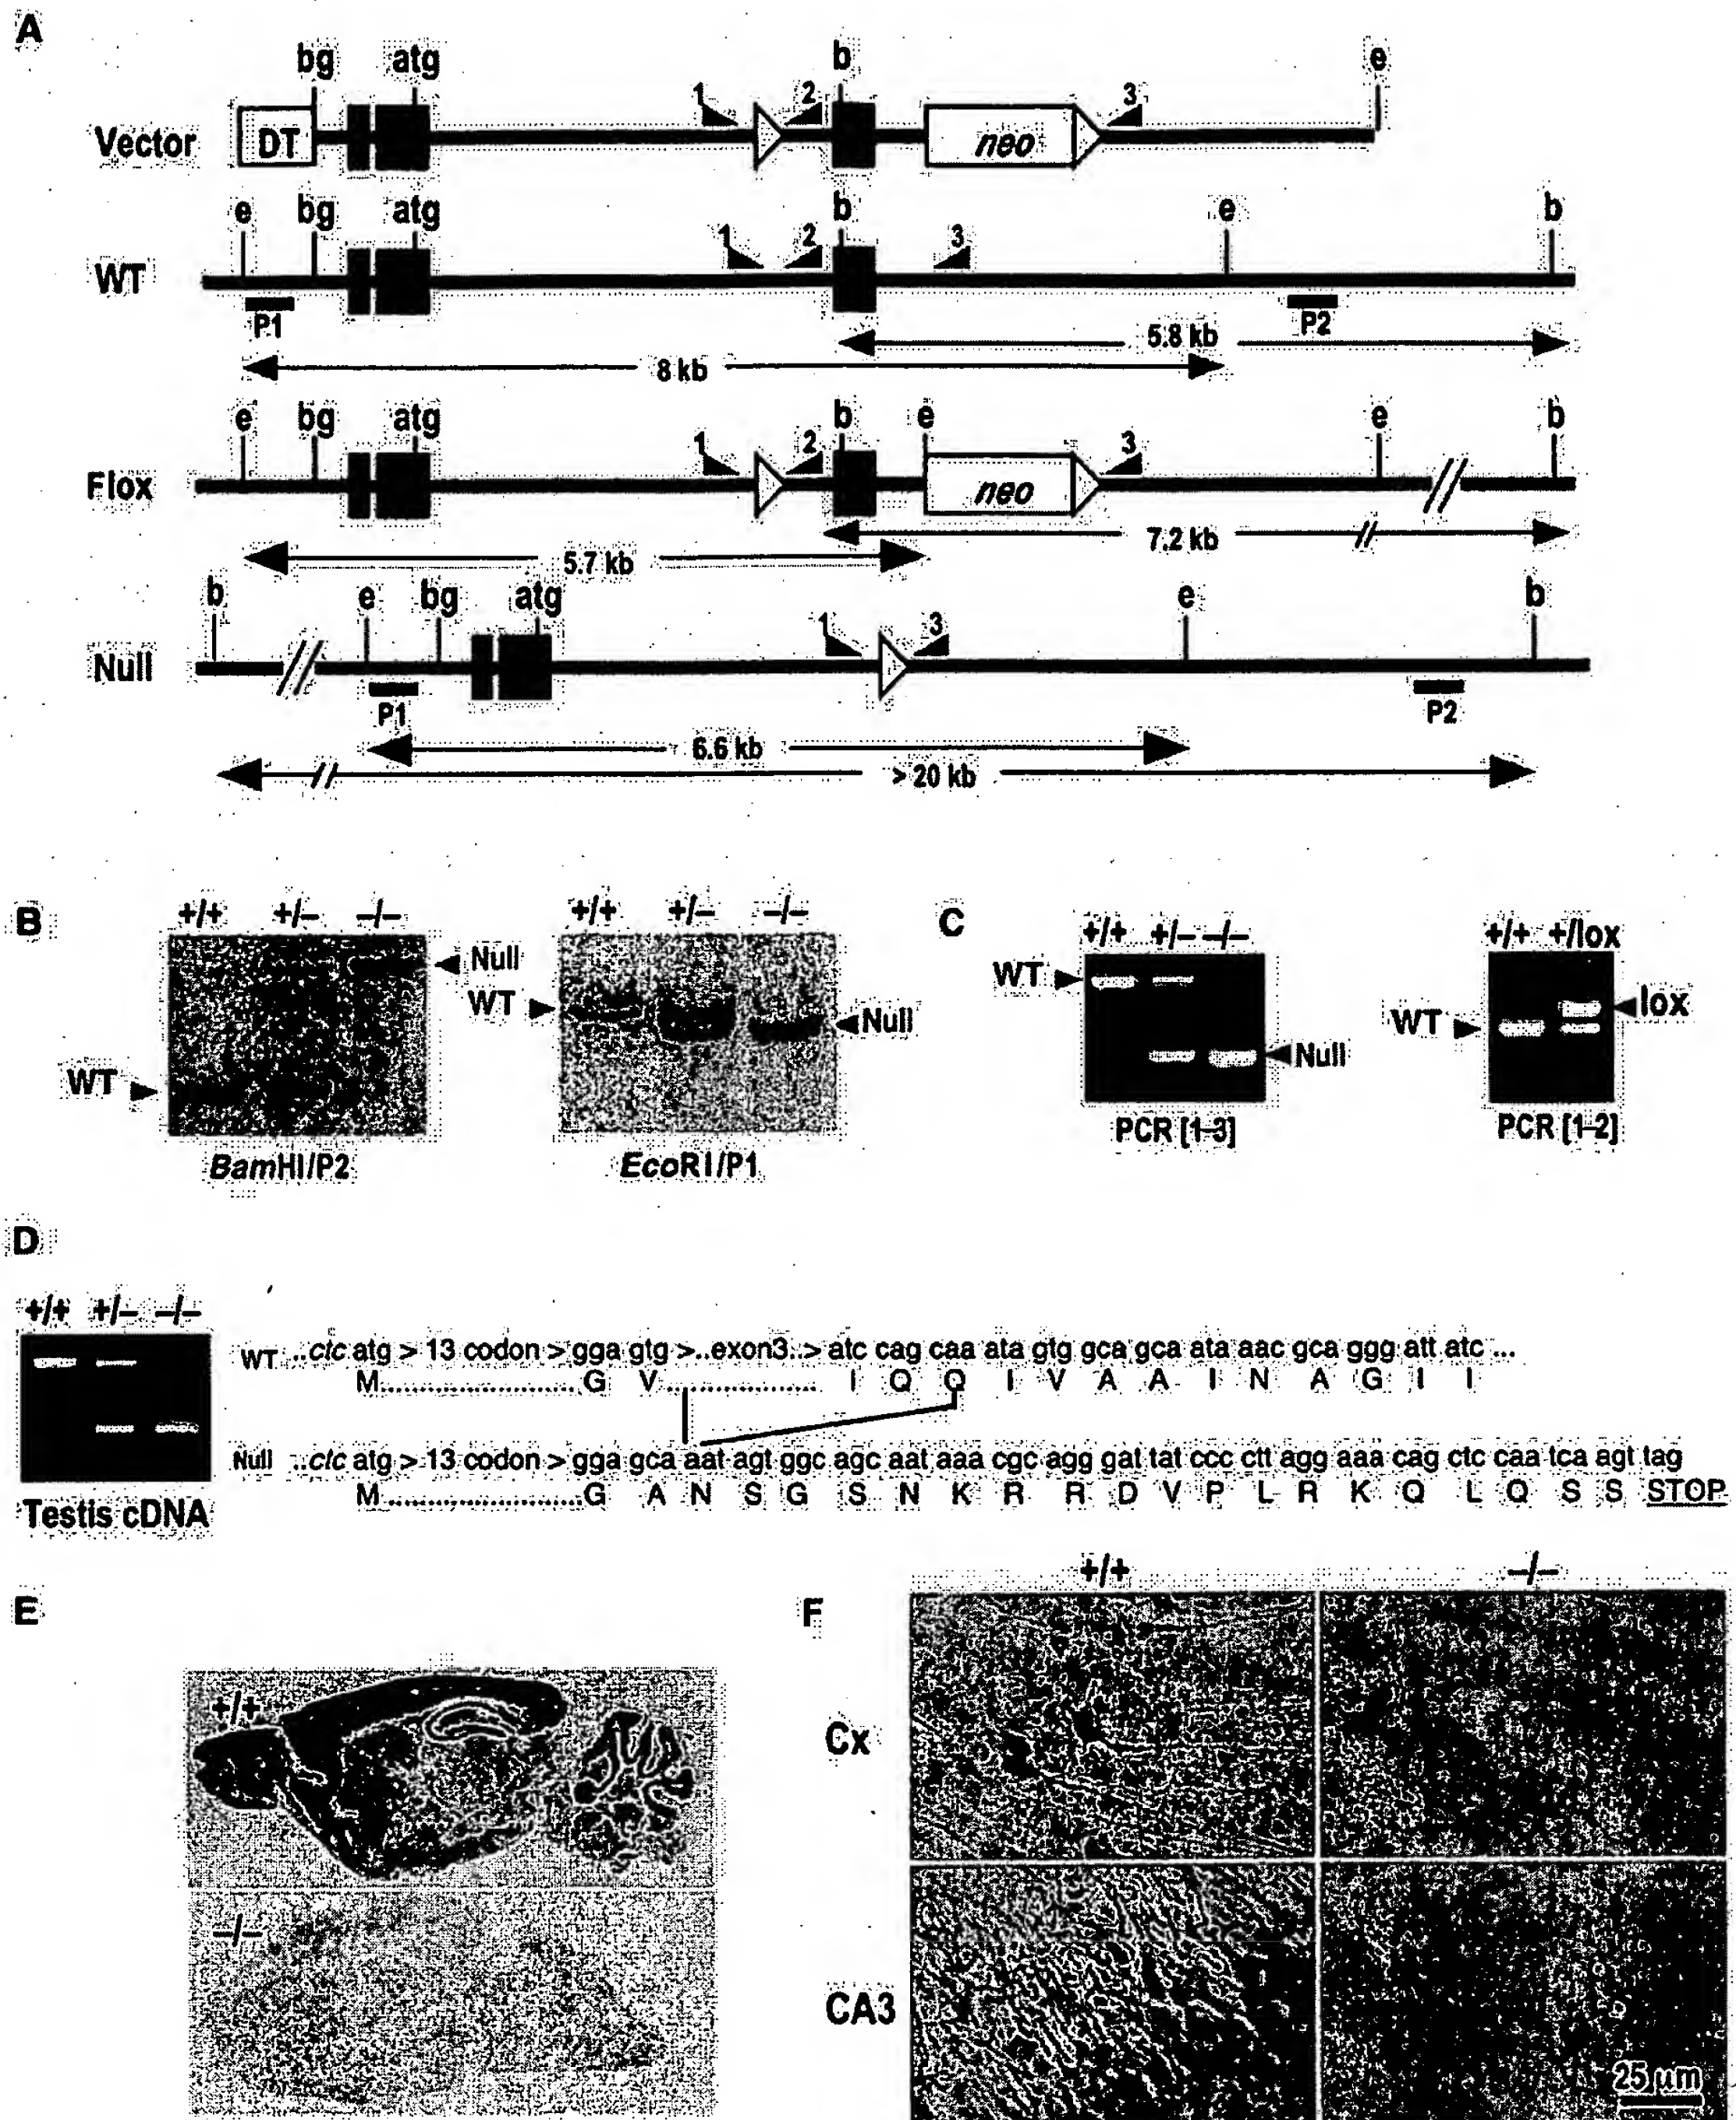 A
bg atg b e
1 2 3
Vector DT neo
e bg atg b e b
1 2 3
WT
P1 P2
5.8 kb
8 kb
e bg atg b e e b
1 2 3
Flox neo
7.2 kb
5.7 kb
b e bg atg e b
1 3
Null
P1 P2
6.6 kb
> 20 kb
B
+/+ +/– –/–
Null
WT
BamHI/P2
+/+ +/– –/–
WT
Null
EcoRI/P1
C
+/+ +/– –/–
WT
Null
PCR [1-3]
+/+ +/lox
lox
WT
PCR [1-2]
D
+/+ +/– –/–
Testis cDNA
WT ...ctc atg > 13 codon > gga gtg >..exon3..> atc cag caa ata gtg gca gca ata aac gca ggg att atc ...
M......................G V................ I Q Q I V A A I N A G I I
Null ...ctc atg > 13 codon > gga gca aat agt ggc agc aat aaa cgc agg gat tat ccc ctt agg aaa cag ctc caa tca agt tag
M......................G A N S G S N K R R D V P L R K Q L Q S S STOP
E
+/+
–/–
F
+/+ –/–
Cx
CA3
25 µm